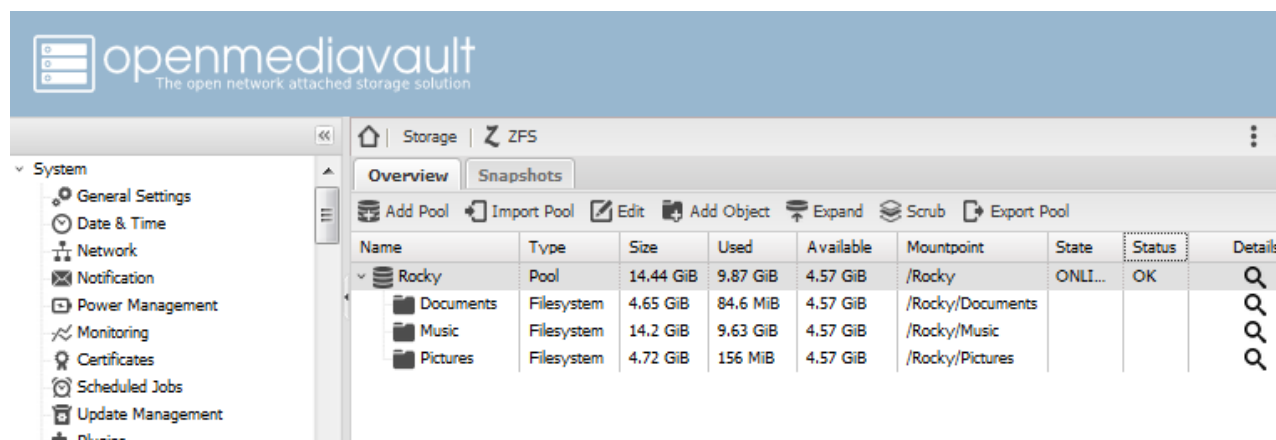 openmediavault
The open network attached storage solution
Storage | ZFS
System
General Settings
Date & Time
Network
Notification
Power Management
Monitoring
Certificates
Scheduled Jobs
Update Management
Plugins
Overview Snapshots
Add Pool Import Pool Edit Add Object Expand Scrub Export Pool
Name Type Size Used Available Mountpoint State Status Details
Rocky Pool 14.44 GiB 9.87 GiB 4.57 GiB /Rocky ONLI... OK
Documents Filesystem 4.65 GiB 84.6 MiB 4.57 GiB /Rocky/Documents
Music Filesystem 14.2 GiB 9.63 GiB 4.57 GiB /Rocky/Music
Pictures Filesystem 4.72 GiB 156 MiB 4.57 GiB /Rocky/Pictures